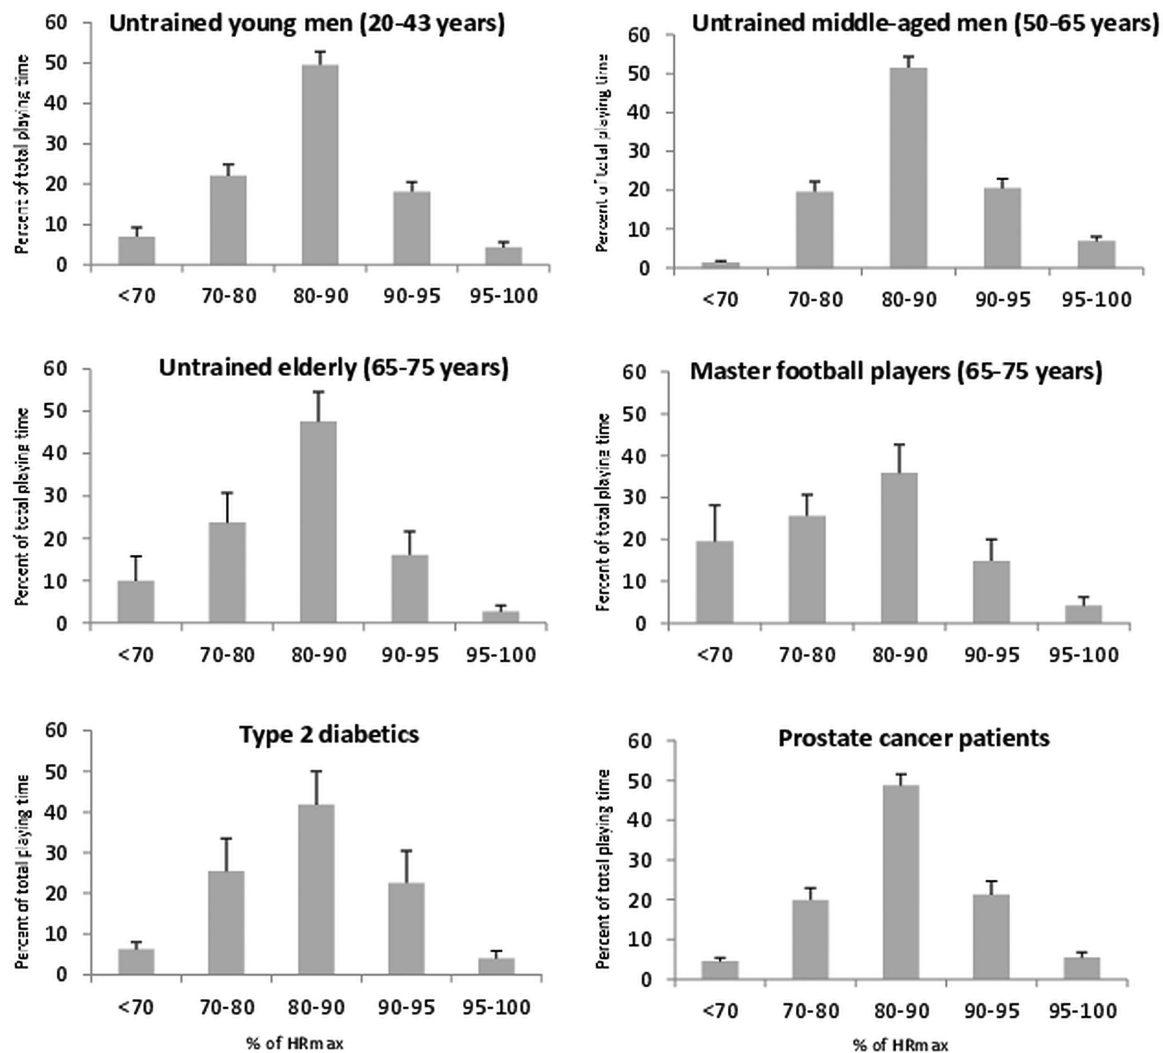 Untrained young men (20-43 years)
Percent of total playing time
60
50
40
30
20
10
0
<70 70-80 80-90 90-95 95-100
Untrained middle-aged men (50-65 years)
Percent of total playing time
60
50
40
30
20
10
0
<70 70-80 80-90 90-95 95-100
Untrained elderly (65-75 years)
Percent of total playing time
60
50
40
30
20
10
0
<70 70-80 80-90 90-95 95-100
Master football players (65-75 years)
Percent of total playing time
60
50
40
30
20
10
0
<70 70-80 80-90 90-95 95-100
Type 2 diabetics
Percent of total playing time
60
50
40
30
20
10
0
<70 70-80 80-90 90-95 95-100
% of HRmax
Prostate cancer patients
Percent of total playing time
60
50
40
30
20
10
0
<70 70-80 80-90 90-95 95-100
% of HRmax